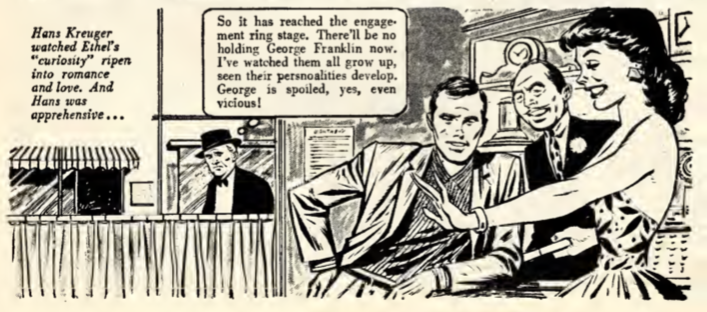 Hans Kreuger
watched Ethel's
"curiosity" ripen
into romance
and love. And
Hans was
apprehensive...
So it has reached the engage-
ment ring stage. There'll be no
holding George Franklin now.
I've watched them all grow up,
seen their persnoalities develop.
George is spoiled, yes, even
vicious!